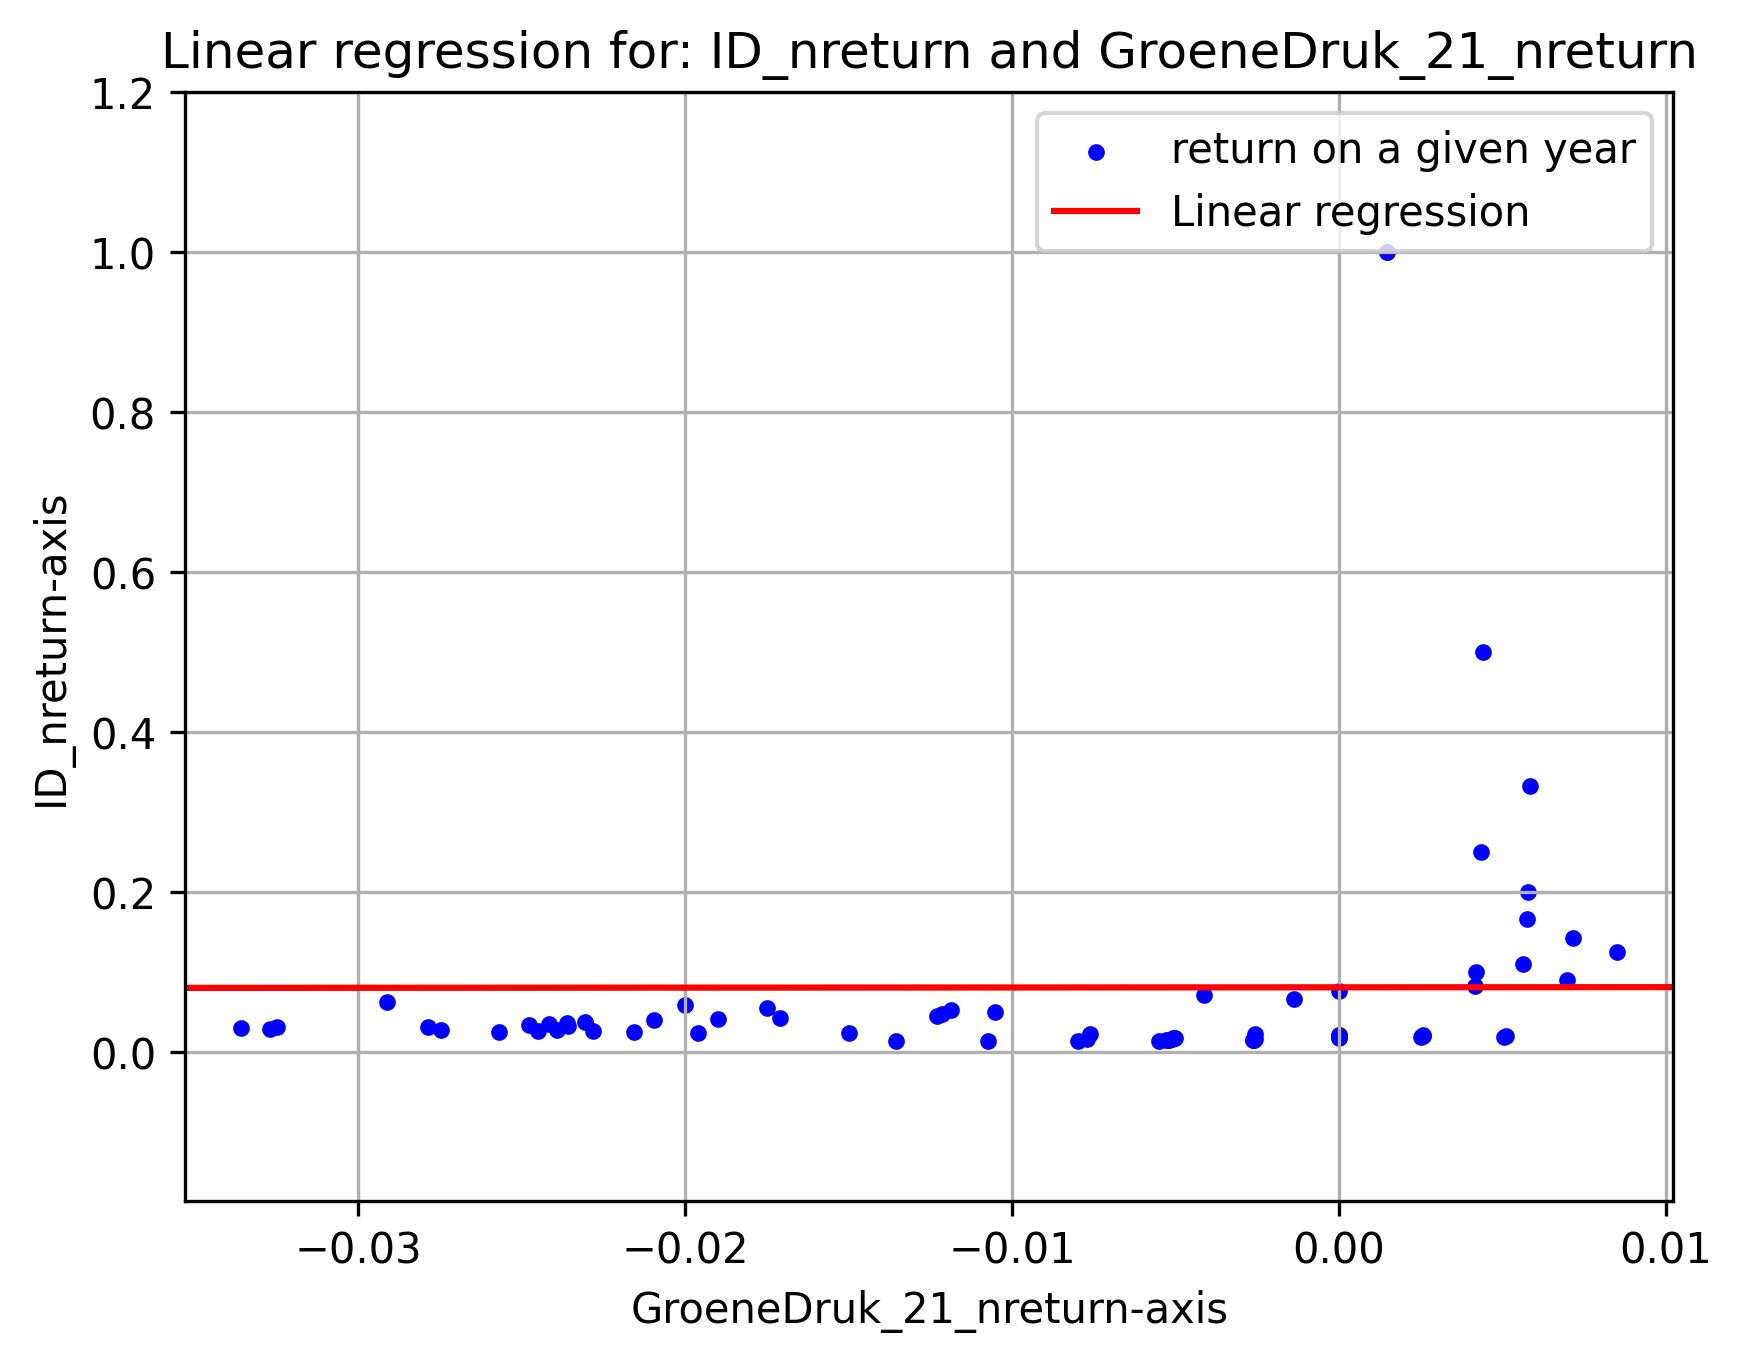 Linear regression for: ID_nreturn and GroeneDruk_21_nreturn
1.2
return on a given year
Linear regression
1.0
0.8
0.6
0.4
0.2
0.0
ID_nreturn-axis
−0.03
−0.02
−0.01
0.00
0.01
GroeneDruk_21_nreturn-axis